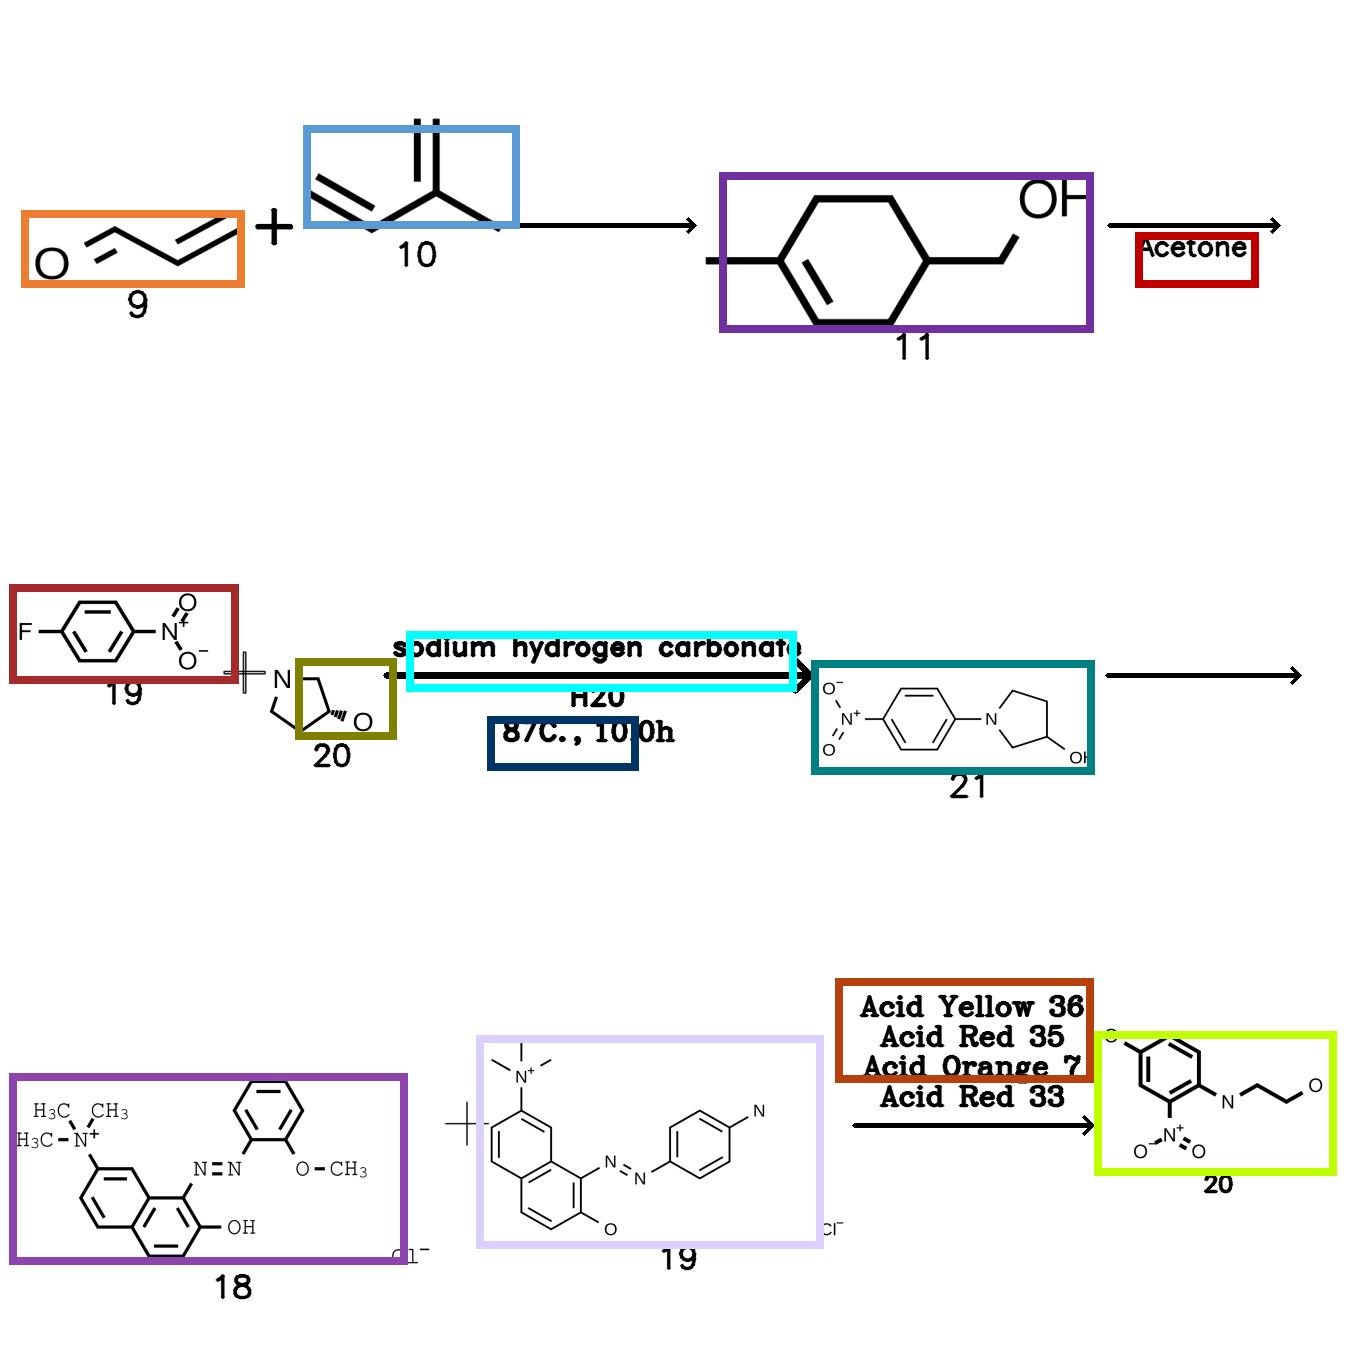 O
9
+
10
OH
11
Acetone
F
N+
O
O−
19
+
N
O
20
sodium hydrogen carbonate
H20
87C., 10.0h
O−
N+
O
N
OH
21
H3C CH3
H3C N+
N=N
O CH3
OH
Cl−
18
+
N+
N
N
N
O
Cl−
19
Acid Yellow 36
Acid Red 35
Acid Orange 7
Acid Red 33
O
N
O
N+
O−
O
20